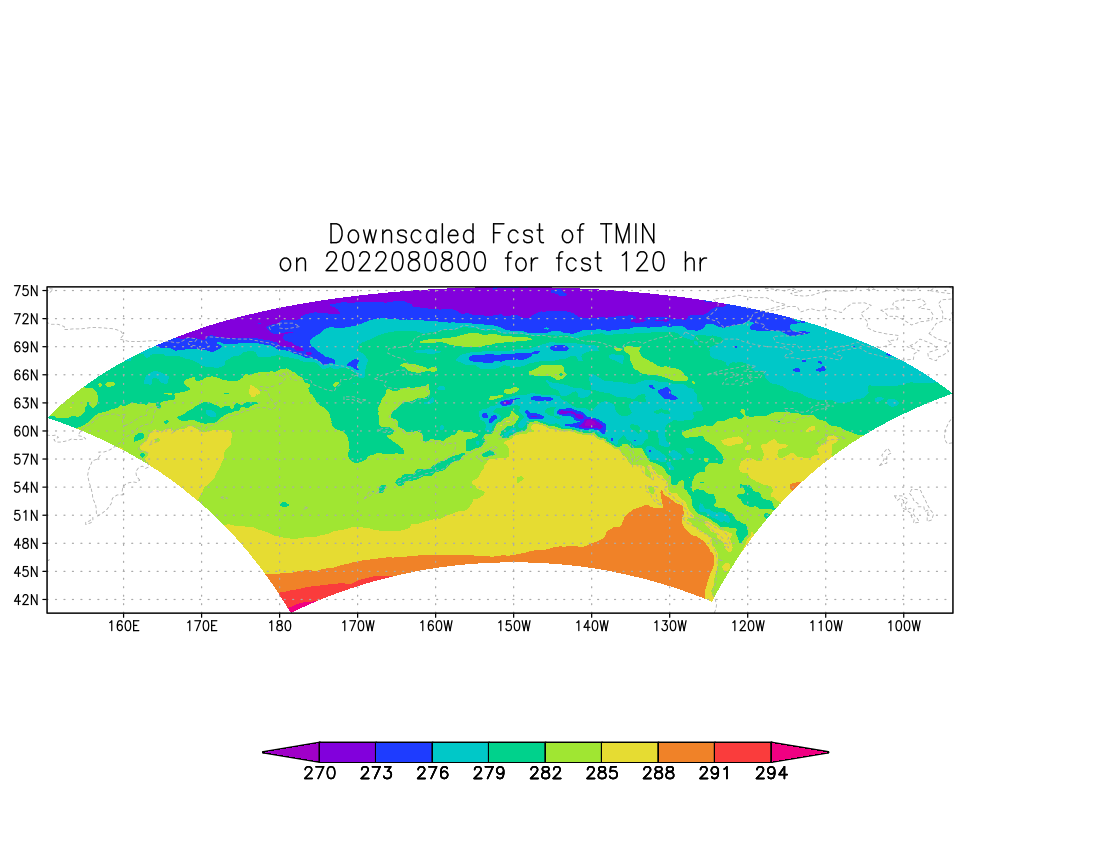 Downscaled Fcst of TMIN
on 2022080800 for fcst 120 hr
75N
72N
69N
66N
63N
60N
57N
54N
51N
48N
45N
42N
160E 170E 180 170W 160W 150W 140W 130W 120W 110W 100W
270 273 276 279 282 285 288 291 294